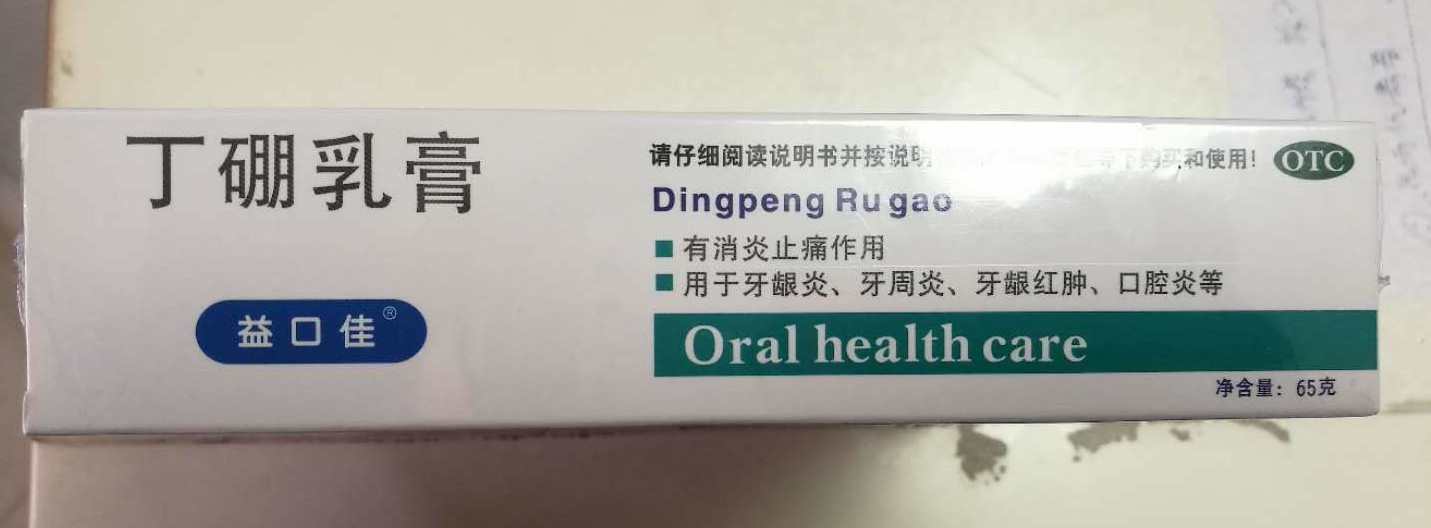 丁硼乳膏
益口佳®
请仔细阅读说明书并按说明 下购买和使用!
OTC
Dingpeng Rugao
■ 有消炎止痛作用
■ 用于牙龈炎、牙周炎、牙龈红肿、口腔炎等
Oral health care
净含量: 65克